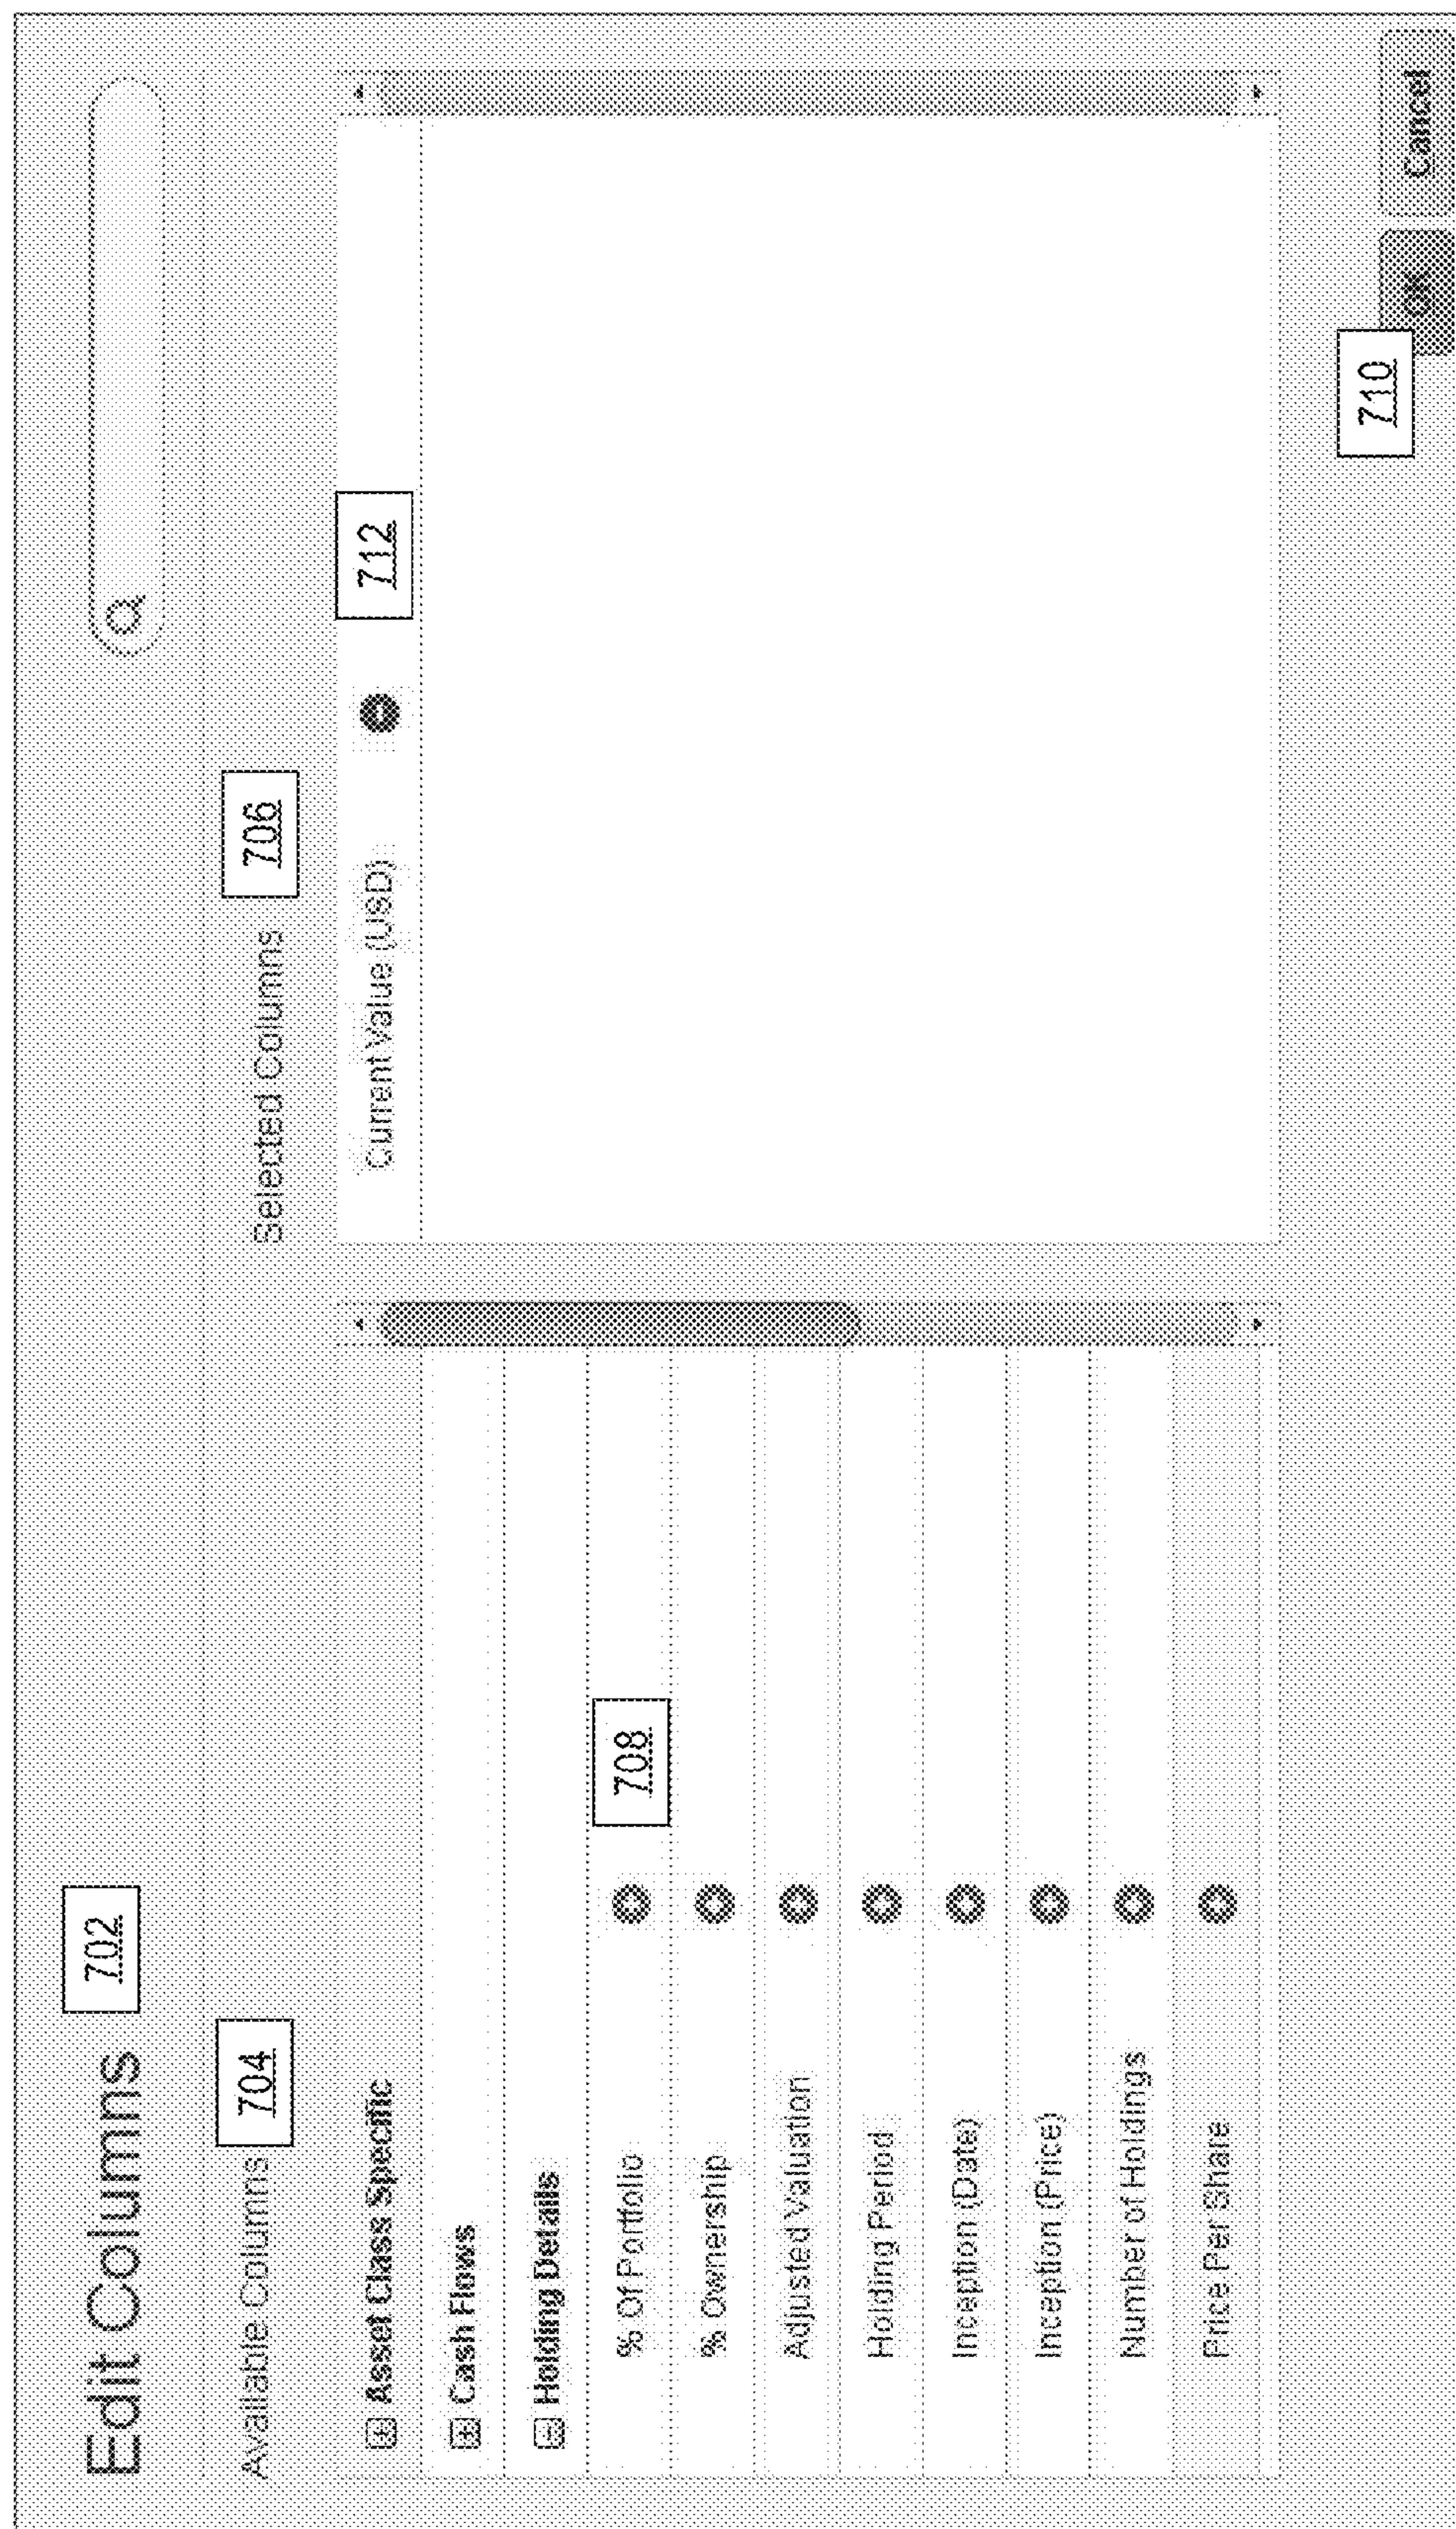 Edit Columns 702
Available Columns 704
Selected Columns 706
Asset Class Specific
Cash Flows
Holding Details
% Of Portfolio 708
% Ownership
Adjusted Valuation
Holding Period
Inception (Date)
Inception (Price)
Number of Holdings
Price Per Share
Current Value (USD) 712
710
OK
Cancel